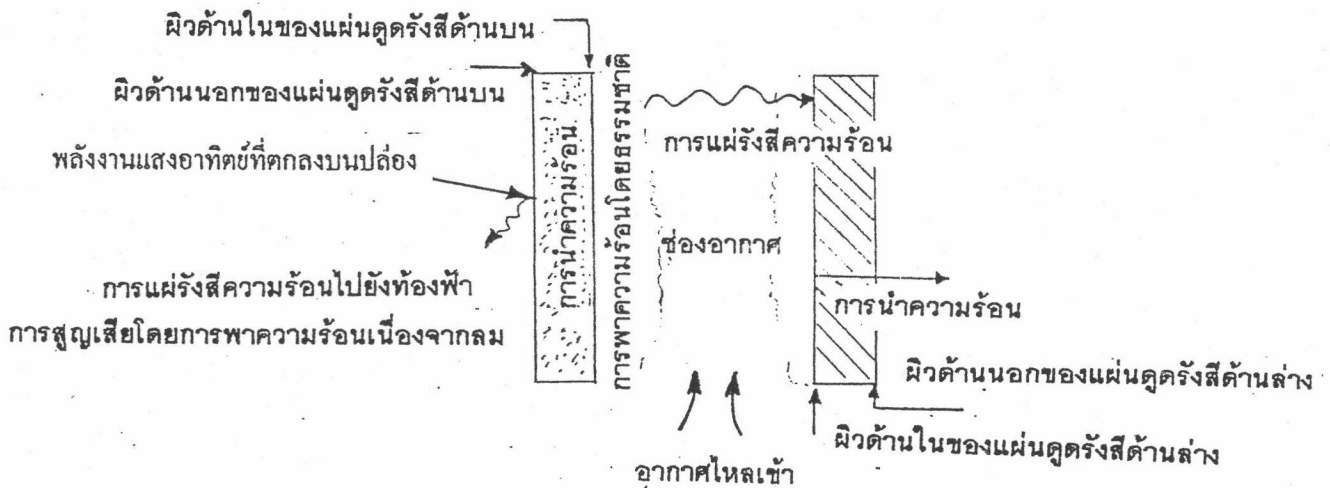 ผิวด้านในของแผ่นดูดรังสีด้านบน
ผิวด้านนอกของแผ่นดูดรังสีด้านบน
พลังงานแสงอาทิตย์ที่ตกลงบนปล่อง
การแผ่รังสีความร้อนไปยังท้องฟ้า
การสูญเสียโดยการพาความร้อนเนื่องจากลม
การนำความร้อน
การพาความร้อนโดยธรรมชาติ
การแผ่รังสีความร้อน
ช่องอากาศ
การนำความร้อน
ผิวด้านนอกของแผ่นดูดรังสีด้านล่าง
ผิวด้านในของแผ่นดูดรังสีด้านล่าง
อากาศไหลเข้า